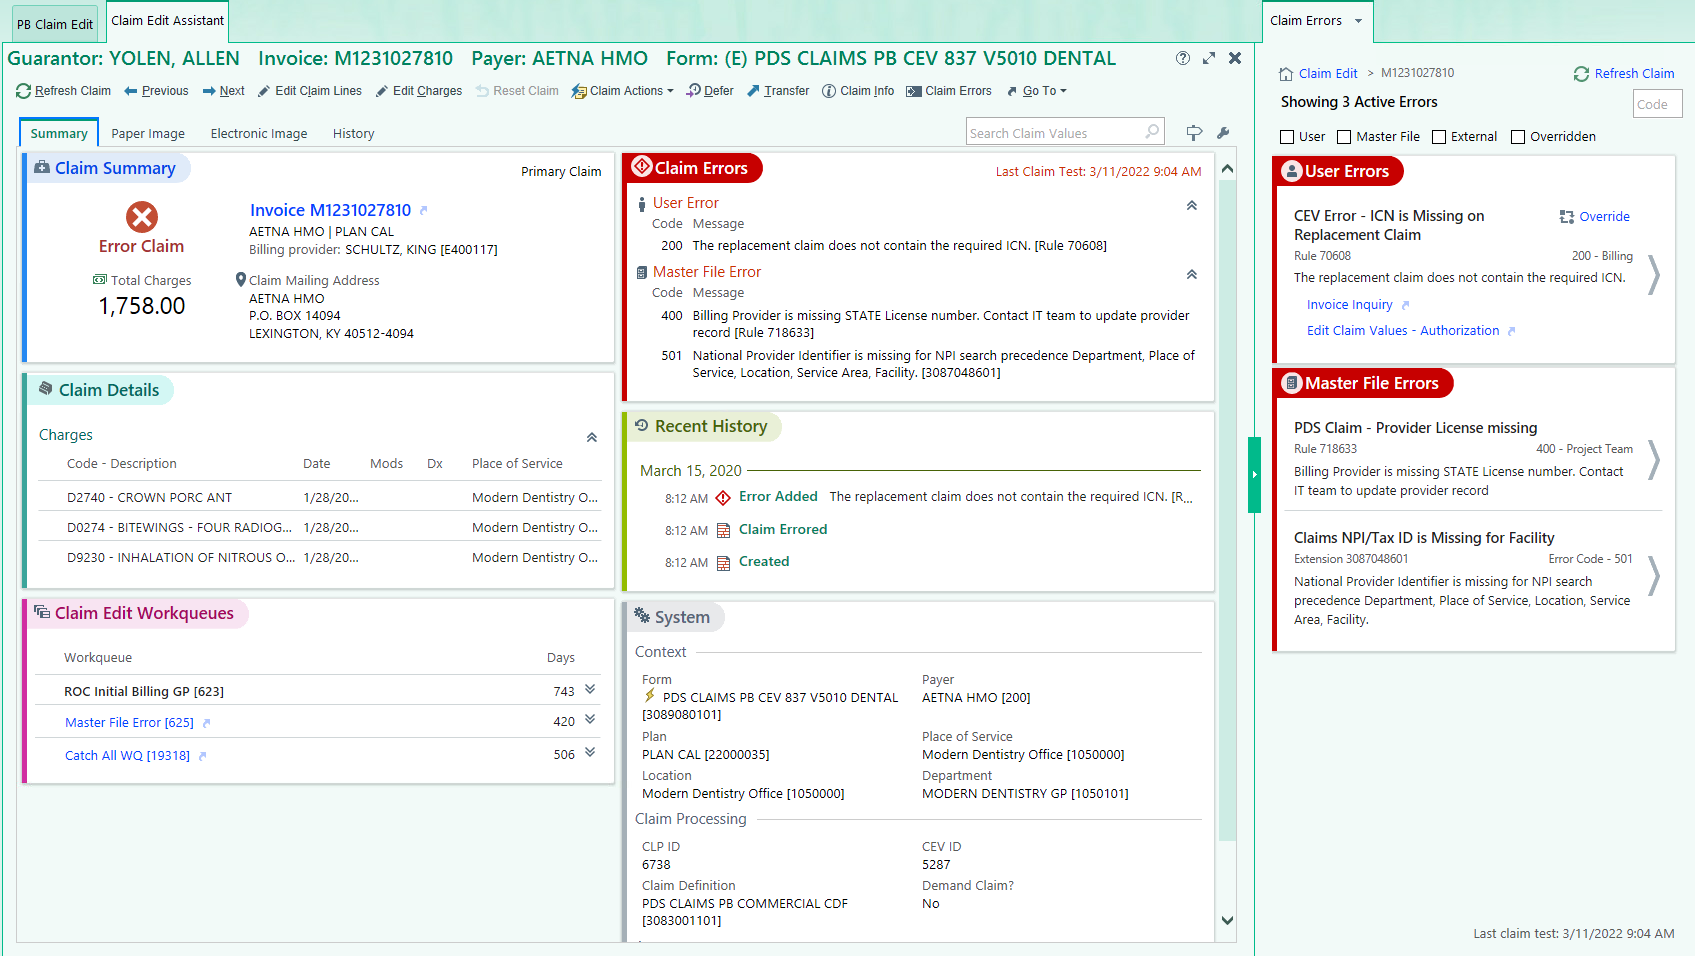 PB Claim Edit
Claim Edit Assistant
Claim Errors
Guarantor: YOLEN, ALLEN Invoice: M1231027810 Payer: AETNA HMO Form: (E) PDS CLAIMS PB CEV 837 V5010 DENTAL
Refresh Claim Previous Next Edit Claim Lines Edit Charges Reset Claim Claim Actions Defer Transfer Claim Info Claim Errors Go To
Summary Paper Image Electronic Image History
Search Claim Values
Claim Summary
Primary Claim
Error Claim
Total Charges
1,758.00
Invoice M1231027810
AETNA HMO | PLAN CAL
Billing provider: SCHULTZ, KING [E400117]
Claim Mailing Address
AETNA HMO
P.O. BOX 14094
LEXINGTON, KY 40512-4094
Claim Details
Charges
Code - Description Date Mods Dx Place of Service
D2740 - CROWN PORC ANT 1/28/20... Modern Dentistry O...
D0274 - BITEWINGS - FOUR RADIOG... 1/28/20... Modern Dentistry O...
D9230 - INHALATION OF NITROUS O... 1/28/20... Modern Dentistry O...
Claim Edit Workqueues
Workqueue Days
ROC Initial Billing GP [623] 743
Master File Error [625] 420
Catch All WQ [19318] 506
Claim Errors
Last Claim Test: 3/11/2022 9:04 AM
User Error
Code Message
200 The replacement claim does not contain the required ICN. [Rule 70608]
Master File Error
Code Message
400 Billing Provider is missing STATE License number. Contact IT team to update provider
record [Rule 718633]
501 National Provider Identifier is missing for NPI search precedence Department, Place of
Service, Location, Service Area, Facility. [3087048601]
Recent History
March 15, 2020
8:12 AM Error Added The replacement claim does not contain the required ICN. [R...
8:12 AM Claim Errored
8:12 AM Created
System
Context
Form Payer
PDS CLAIMS PB CEV 837 V5010 DENTAL AETNA HMO [200]
[3089080101]
Plan Place of Service
PLAN CAL [22000035] Modern Dentistry Office [1050000]
Location Department
Modern Dentistry Office [1050000] MODERN DENTISTRY GP [1050101]
Claim Processing
CLP ID CEV ID
6738 5287
Claim Definition Demand Claim?
PDS CLAIMS PB COMMERCIAL CDF No
[3083001101]
Claim Edit > M1231027810 Refresh Claim
Showing 3 Active Errors
Code
User Master File External Overridden
User Errors
CEV Error - ICN is Missing on
Replacement Claim
Override
Rule 70608 200 - Billing
The replacement claim does not contain the required ICN.
Invoice Inquiry
Edit Claim Values - Authorization
Master File Errors
PDS Claim - Provider License missing
Rule 718633 400 - Project Team
Billing Provider is missing STATE License number. Contact
IT team to update provider record
Claims NPI/Tax ID is Missing for Facility
Extension 3087048601 Error Code - 501
National Provider Identifier is missing for NPI search
precedence Department, Place of Service, Location, Service
Area, Facility.
Last claim test: 3/11/2022 9:04 AM